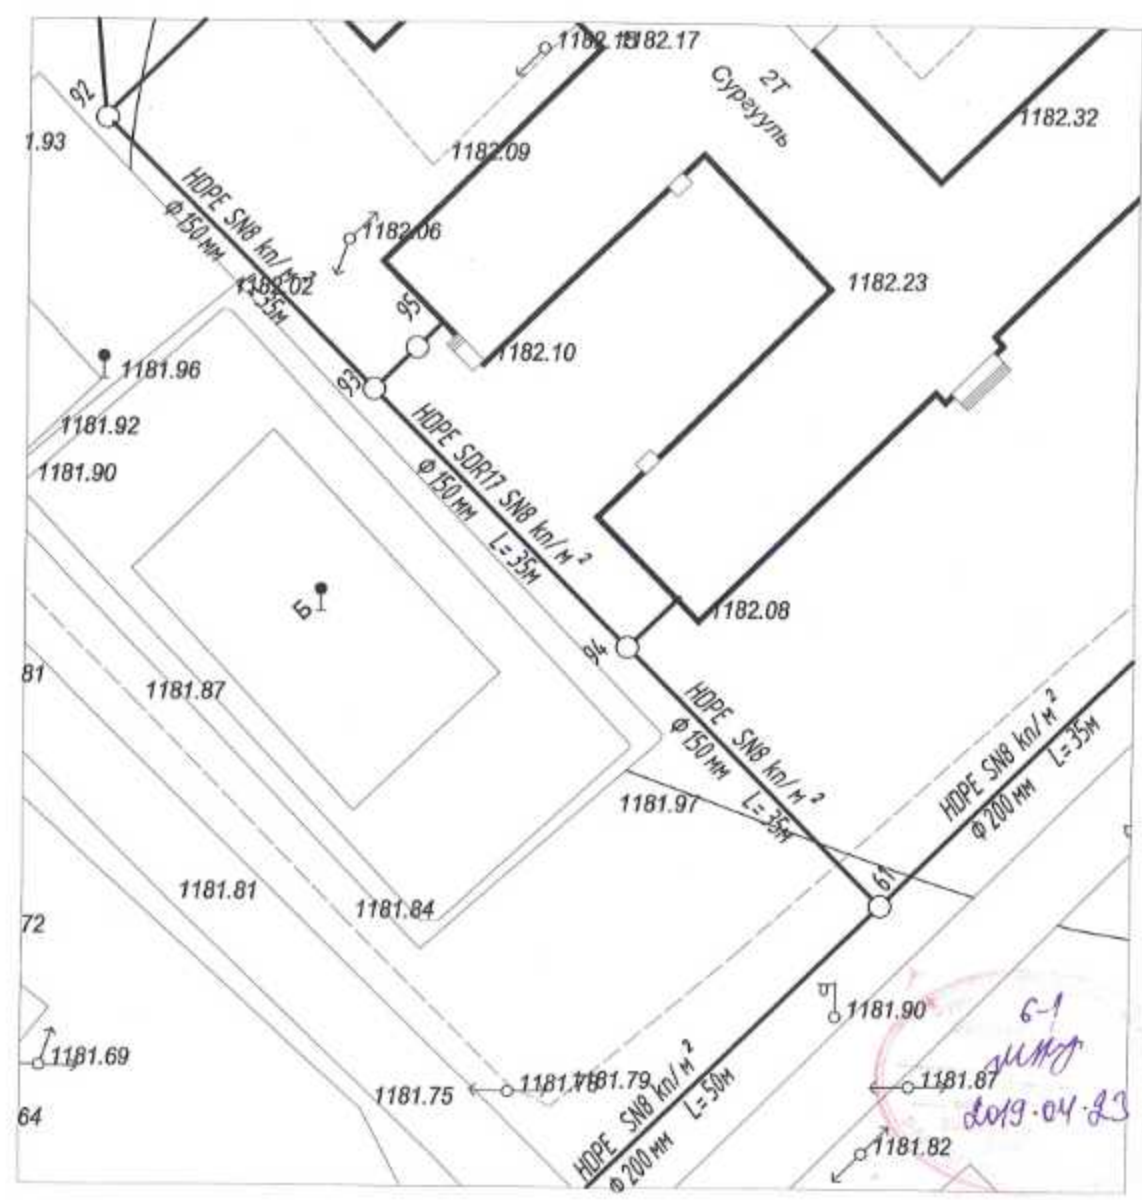 1182.18
1182.17
2Т
Сургууль
1182.32
92
1.93
1182.09
HDPE SN8 kn/м²
Ф 150 мм
L=35м
1182.06
1182.02
95
1182.23
1182.10
1181.96
93
1181.92
1181.90
HDPE SDR17 SN8 kn/м²
Ф 150 мм
L=35м
Б
1182.08
94
81
1181.87
HDPE SN8 kn/м²
Ф 150 мм
L=35м
HDPE SN8 kn/м²
Ф 200 мм
L=35м
1181.97
61
1181.81
1181.84
72
1181.90
6-1
1181.69
1181.75
1181.79
1181.87
2019.04.23
HDPE SN8 kn/м²
Ф 200 мм
L=50м
64
1181.82